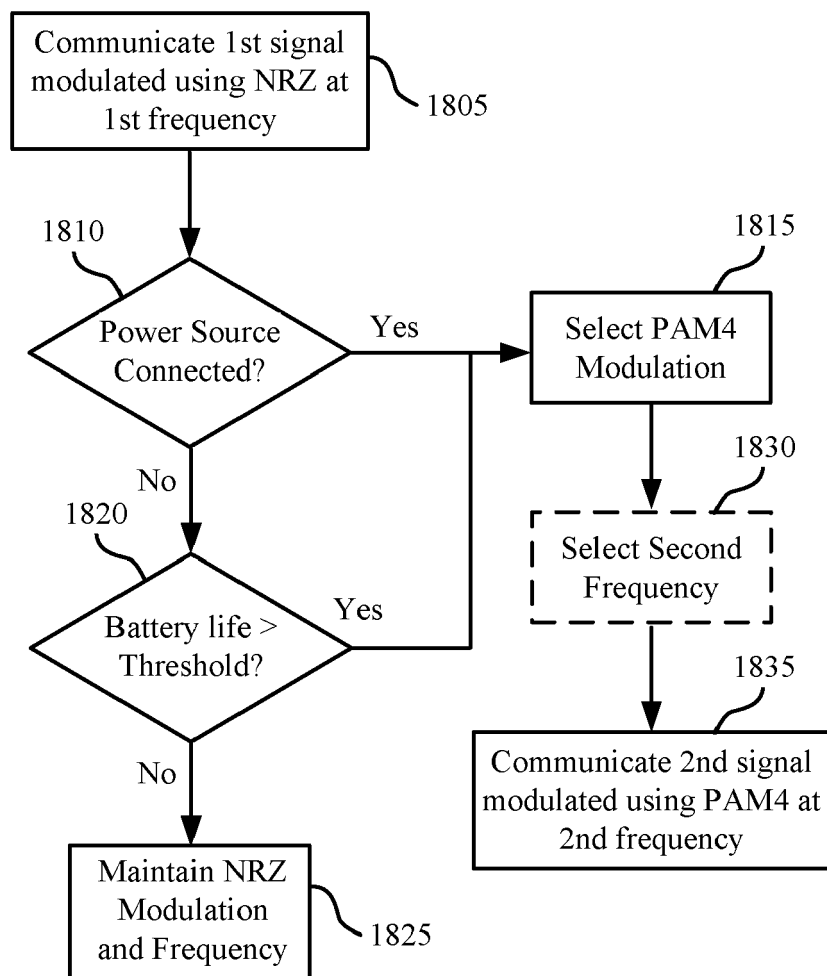 Communicate 1st signal
modulated using NRZ at
1st frequency
1805
1810
Power Source
Connected?
Yes
1815
Select PAM4
Modulation
No
1820
Battery life >
Threshold?
Yes
1830
Select Second
Frequency
No
1835
Communicate 2nd signal
modulated using PAM4 at
2nd frequency
Maintain NRZ
Modulation
and Frequency
1825